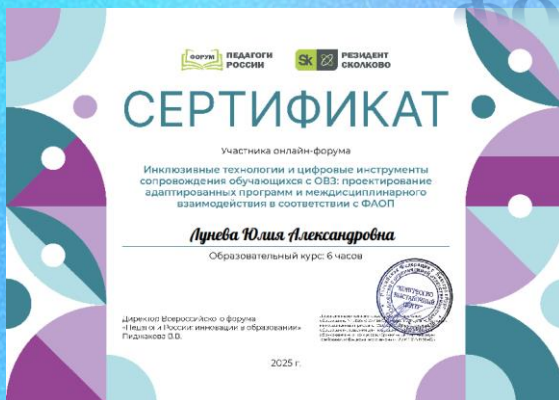 ФОРУМ ПЕДАГОГИ РОССИИ
Sk РЕЗИДЕНТ СКОЛКОВО
СЕРТИФИКАТ
Участника онлайн-форума
Инклюзивные технологии и цифровые инструменты
сопровождения обучающихся с ОВЗ: проектирование
адаптированных программ и междисциплинарного
взаимодействия в соответствии с ФАОП
Лунева Юлия Александровна
Образовательный курс: 6 часов
Директор Всероссийского форума
«Педагоги России: инновации в образовании»
Пиджакова В.В.
2025 г.